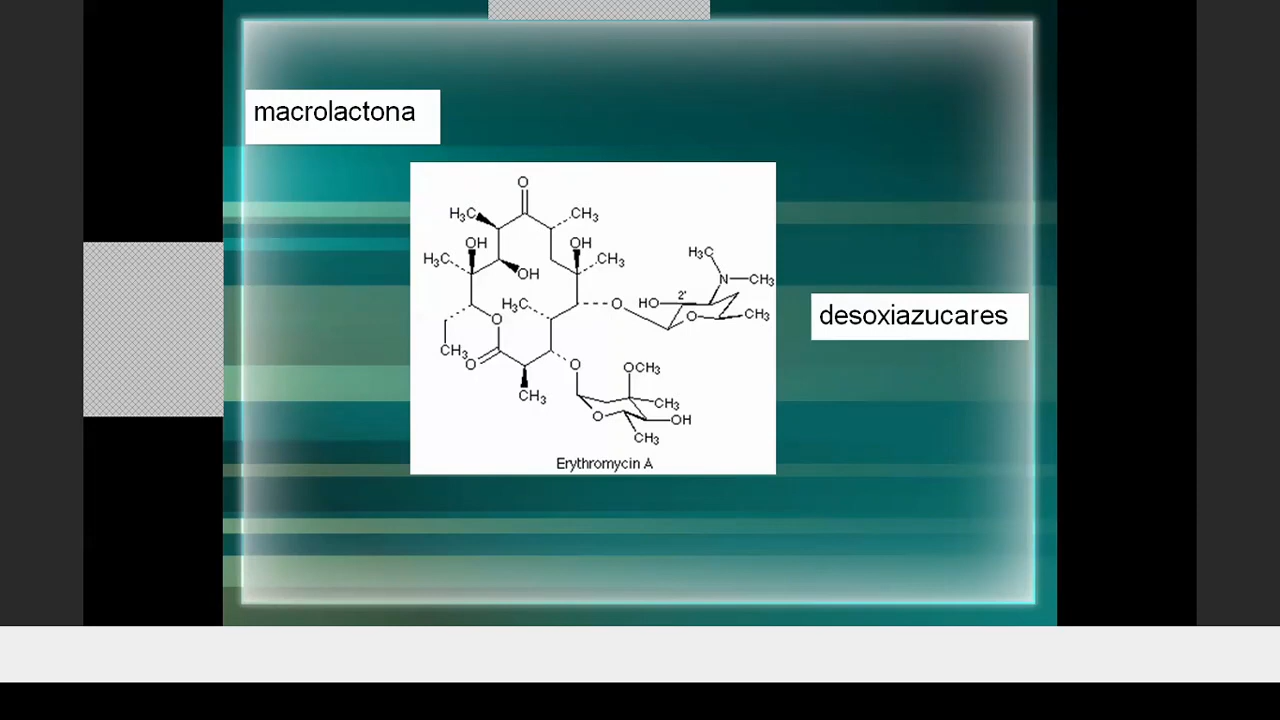 macrolactona
O
H₃C
CH₃
OH
OH
H₃C
CH₃
H₃C
OH
H₃C
N
CH₃
H₃C
O
HO
2'
O
CH₃
O
CH₃
O
O
OCH₃
CH₃
CH₃
O
OH
CH₃
Erythromycin A
desoxiazucares